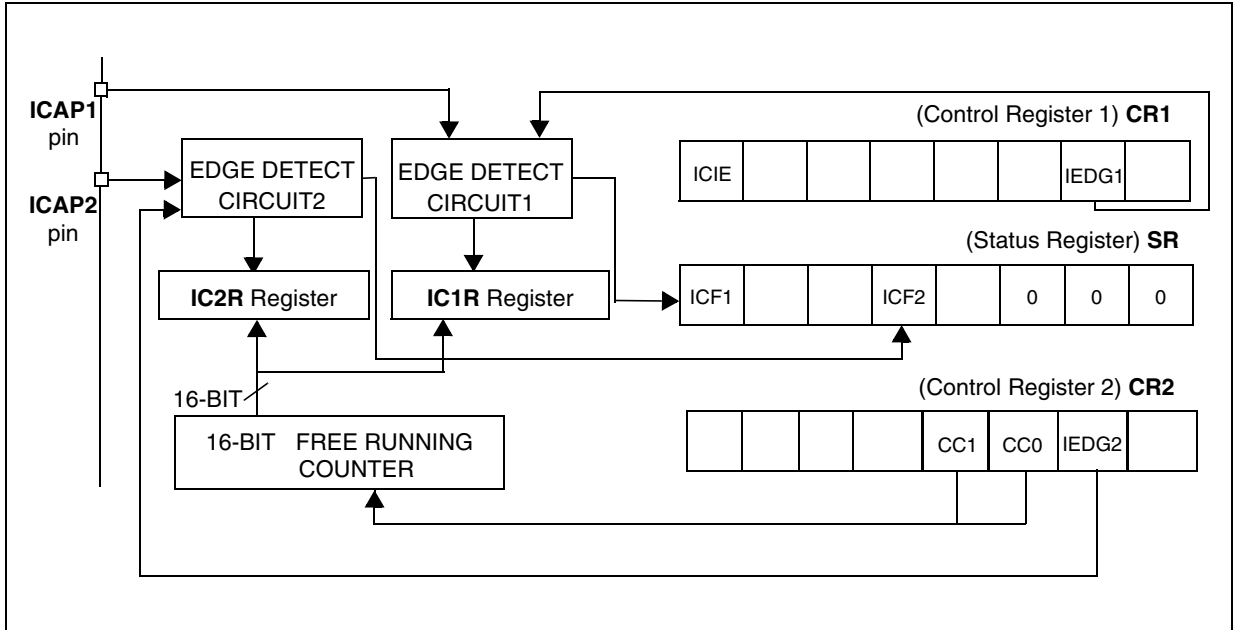 ICAP1
pin
ICAP2
pin
EDGE DETECT
CIRCUIT2
EDGE DETECT
CIRCUIT1
(Control Register 1) CR1
ICIE
IEDG1
(Status Register) SR
IC2R Register
IC1R Register
ICF1
ICF2
0
0
0
16-BIT
(Control Register 2) CR2
16-BIT FREE RUNNING
COUNTER
CC1
CC0
IEDG2